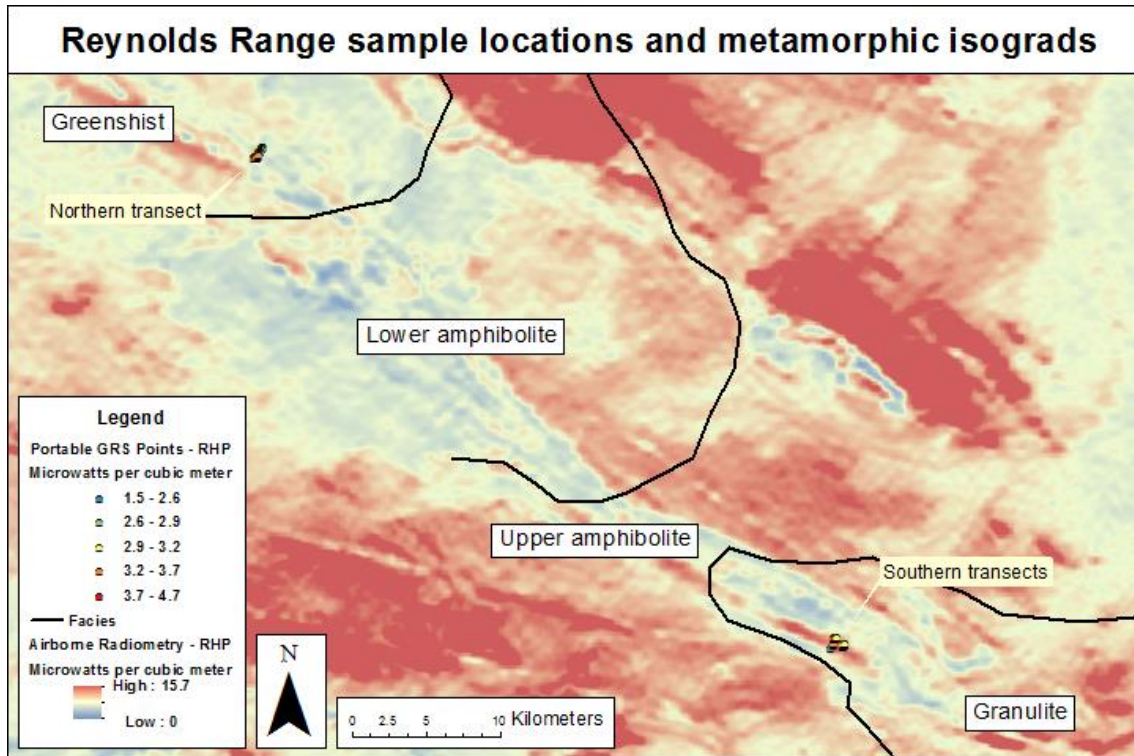 Reynolds Range sample locations and metamorphic isograds
Greenshist
Northern transect
Lower amphibolite
Upper amphibolite
Southern transects
Granulite
Legend
Portable GRS Points - RHP
Microwatts per cubic meter
1.5 - 2.6
2.6 - 2.9
2.9 - 3.2
3.2 - 3.7
3.7 - 4.7
Facies
Airborne Radiometry - RHP
Microwatts per cubic meter
High : 15.7
Low : 0
N
0 2.5 5 10 Kilometers